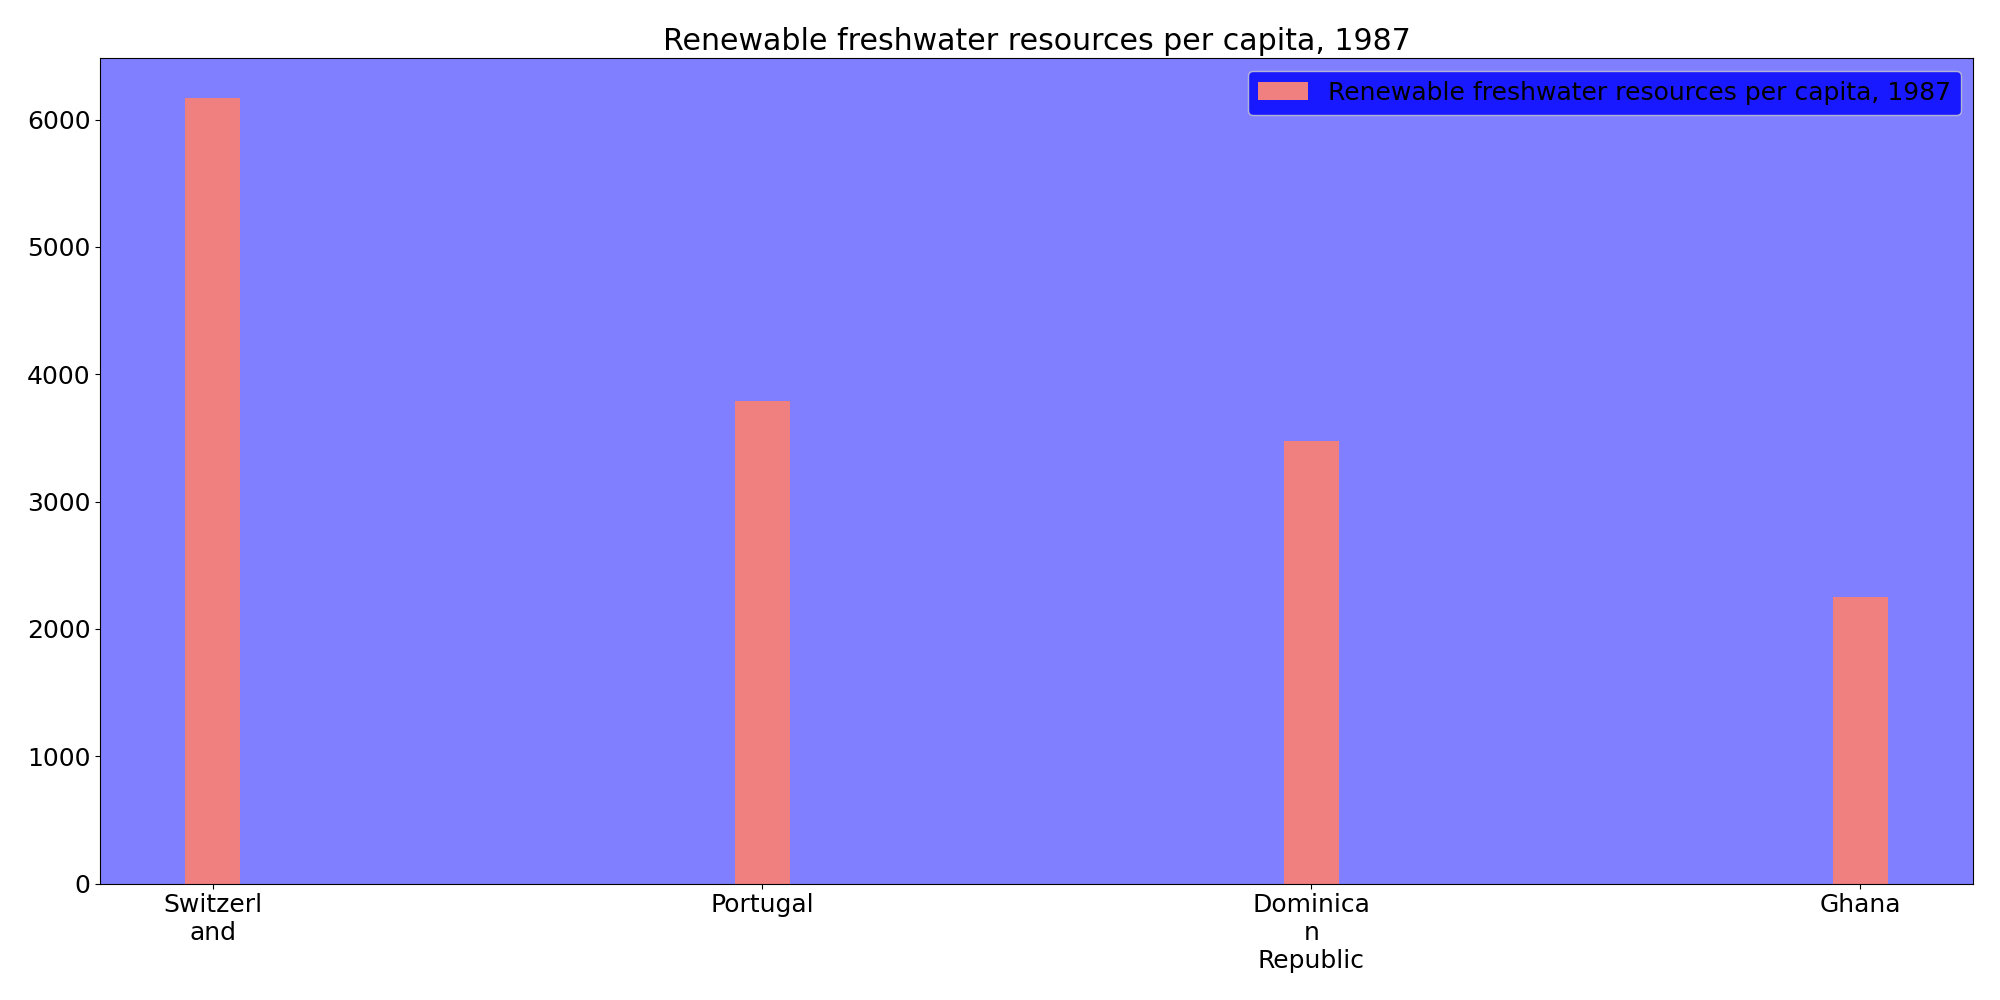 Renewable freshwater resources per capita, 1987
Renewable freshwater resources per capita, 1987
6000
5000
4000
3000
2000
1000
0
Switzerl
and
Portugal
Dominica
n
Republic
Ghana